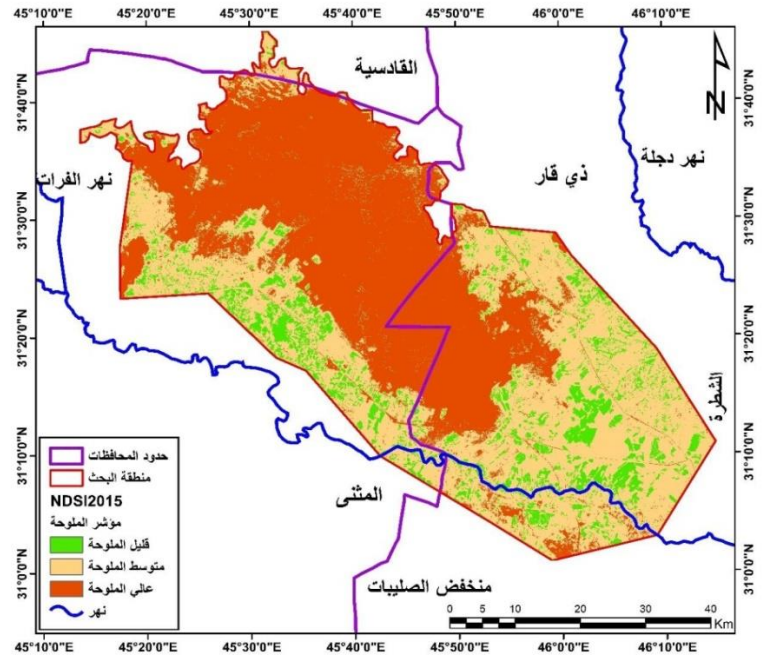 45°10'0"E 45°20'0"E 45°30'0"E 45°40'0"E 45°50'0"E 46°0'0"E 46°10'0"E
31°40'0"N
31°30'0"N
31°20'0"N
31°10'0"N
31°0'0"N
N
القادسية
ذي قار
نهر دجلة
نهر الفرات
الشطرة
المثنى
منخفض الصليبات
حدود المحافظات
منطقة البحث
NDSI2015
مؤشر الملوحة
قليل الملوحة
متوسط الملوحة
عالي الملوحة
نهر
0 5 10 20 30 40
Km
31°40'0"N
31°30'0"N
31°20'0"N
31°10'0"N
31°0'0"N
45°10'0"E 45°20'0"E 45°30'0"E 45°40'0"E 45°50'0"E 46°0'0"E 46°10'0"E